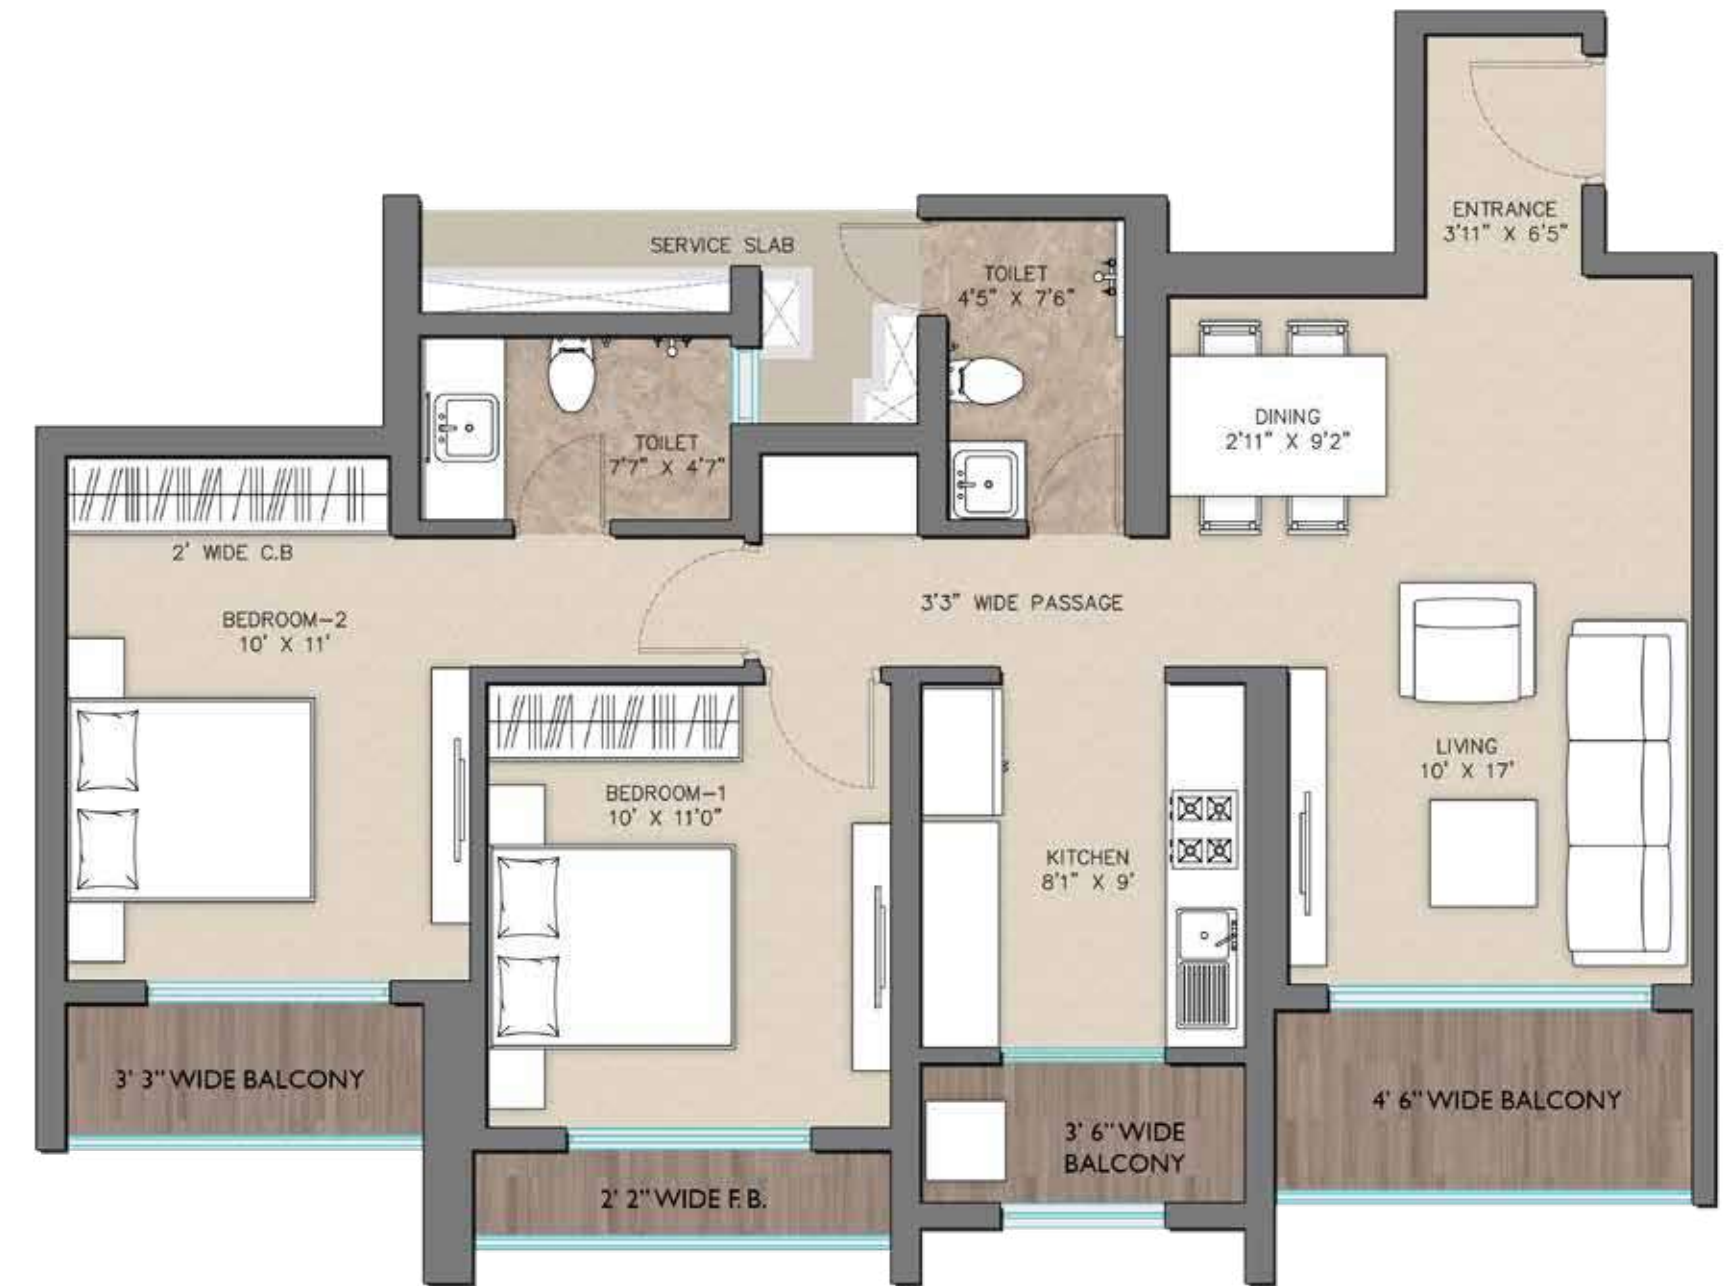 ENTRANCE
3'11" X 6'5"
SERVICE SLAB
TOILET
4'5" X 7'6"
DINING
2'11" X 9'2"
TOILET
7'7" X 4'7"
2' WIDE C.B
3'3" WIDE PASSAGE
BEDROOM-2
10' X 11'
LIVING
10' X 17'
BEDROOM-1
10' X 11'0"
KITCHEN
8'1" X 9'
3' 3" WIDE BALCONY
4' 6" WIDE BALCONY
3' 6" WIDE
BALCONY
2' 2" WIDE F.B.